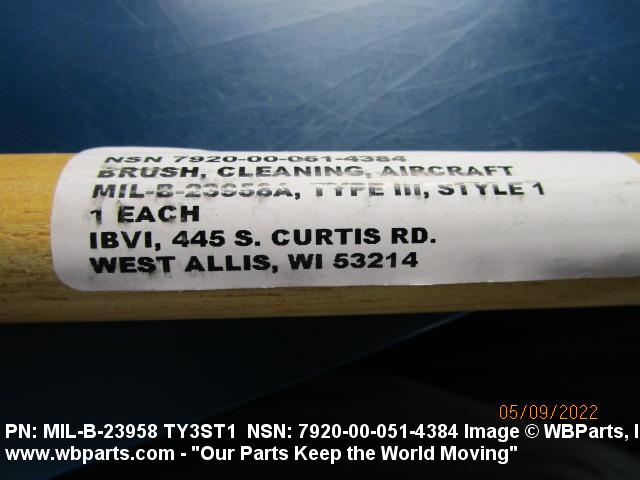 NSN 7920-00-051-4384
BRUSH, CLEANING, AIRCRAFT
MIL-B-23958A, TYPE III, STYLE 1
1 EACH
IBVI, 445 S. CURTIS RD.
WEST ALLIS, WI 53214
05/09/2022
PN: MIL-B-23958 TY3ST1 NSN: 7920-00-051-4384 Image © WBParts, I
www.wbparts.com - "Our Parts Keep the World Moving"